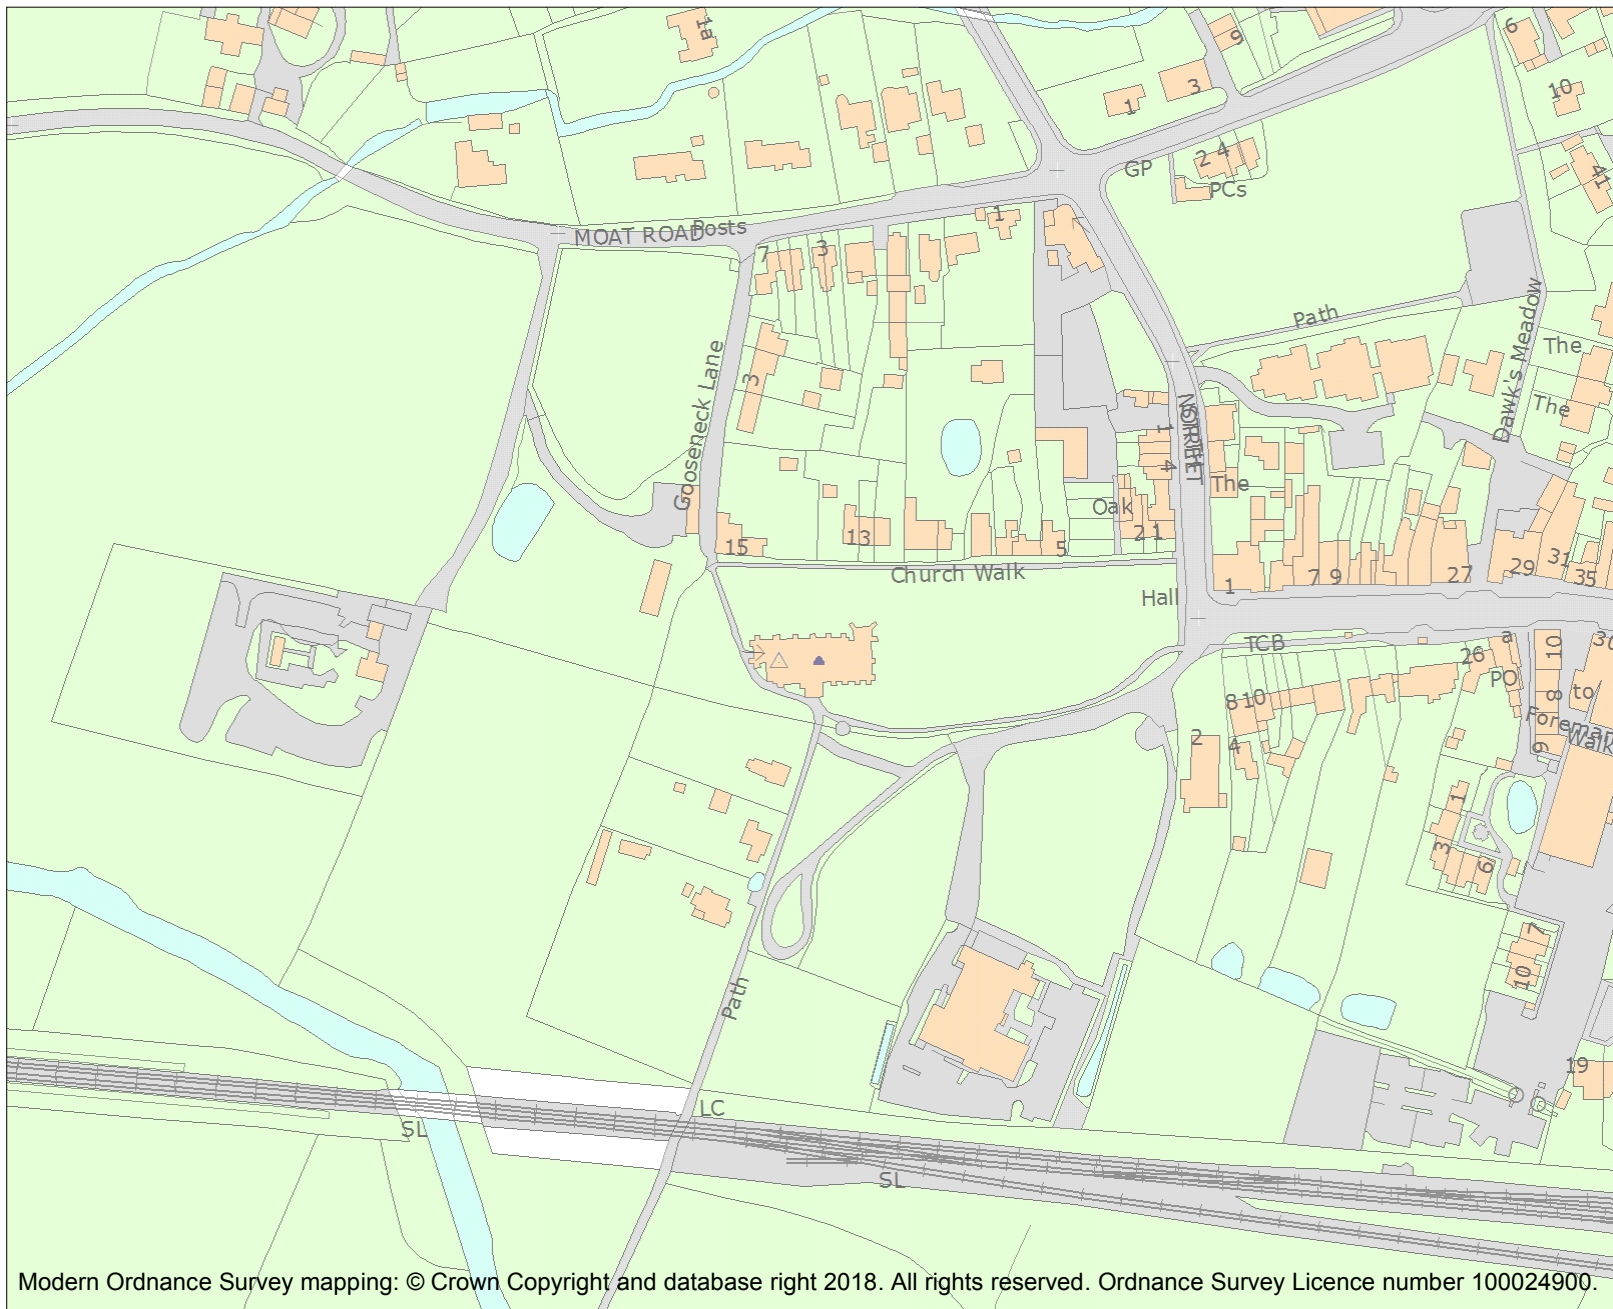 1a
6
9
3
1
10
GP
2 4
PCs
41
1
MOAT ROAD
Posts
7
3
Path
Dawk's Meadow
The
3
Gooseneck Lane
The
NORTH
STREET
1
4
The
Oak
2 1
15
13
5
Church Walk
Hall
1
7 9
27
29
31
35
TCB
a
10
30
26
PO
8
to
8 10
Foreman
Walk
2
4
9
1
3
6
7
10
Path
19
LC
SL
SL
Modern Ordnance Survey mapping: © Crown Copyright and database right 2018. All rights reserved. Ordnance Survey Licence number 100024900.